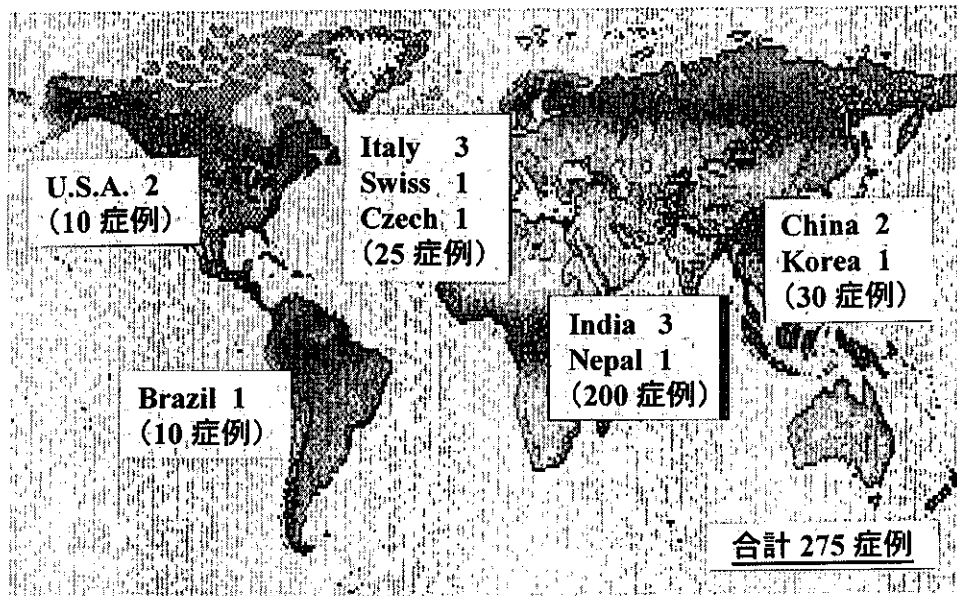 U.S.A. 2
（10 症例）
Italy 3
Swiss 1
Czech 1
（25 症例）
China 2
Korea 1
（30 症例）
India 3
Nepal 1
（200 症例）
Brazil 1
（10 症例）
合計 275 症例